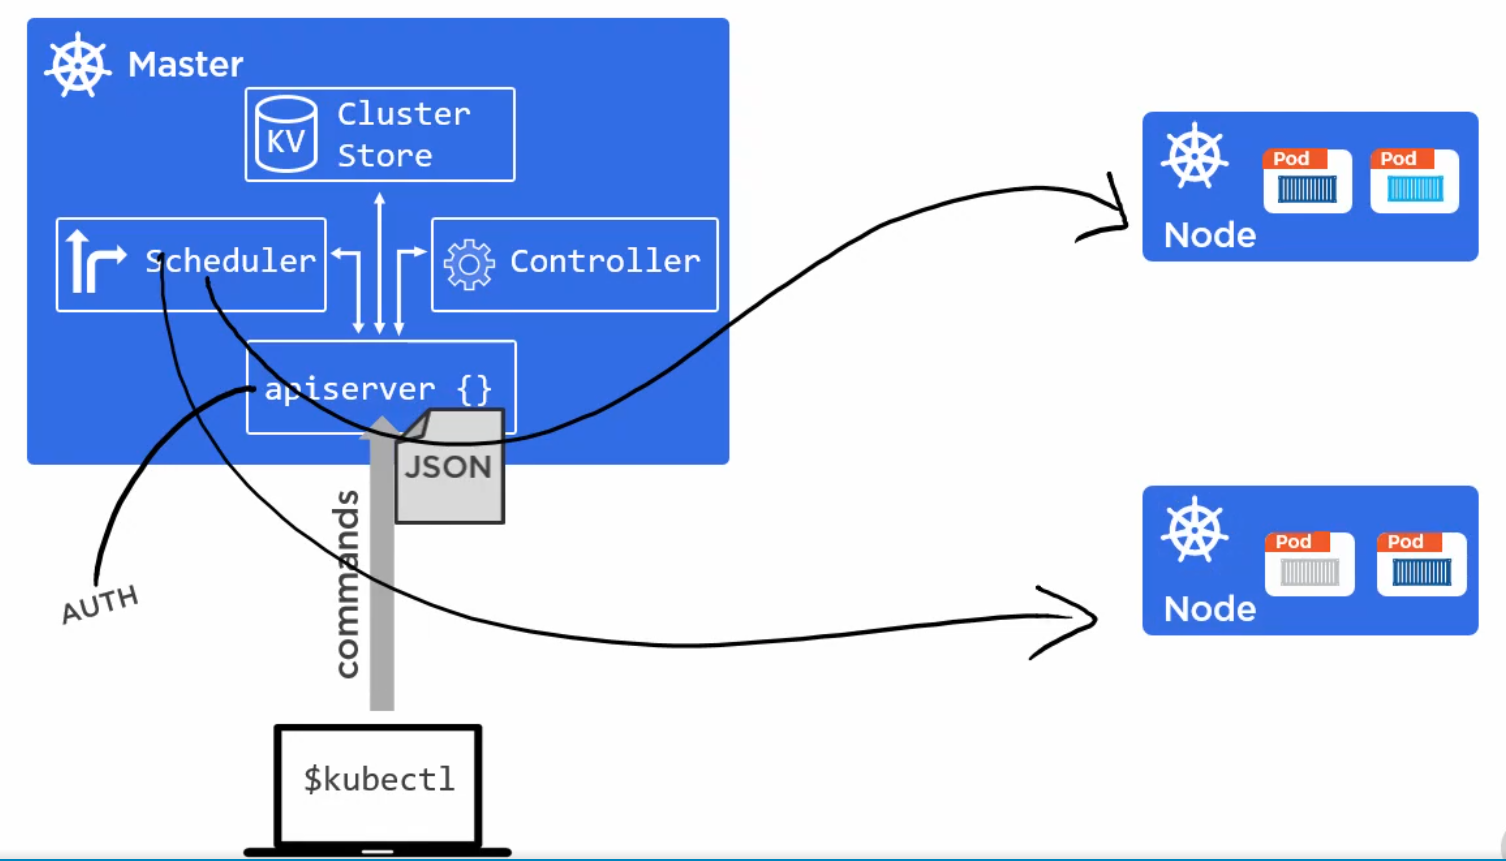 Master
KV
Cluster
Store
Scheduler
Controller
apiserver {}
JSON
commands
AUTH
$kubectl
Pod
Pod
Node
Pod
Pod
Node